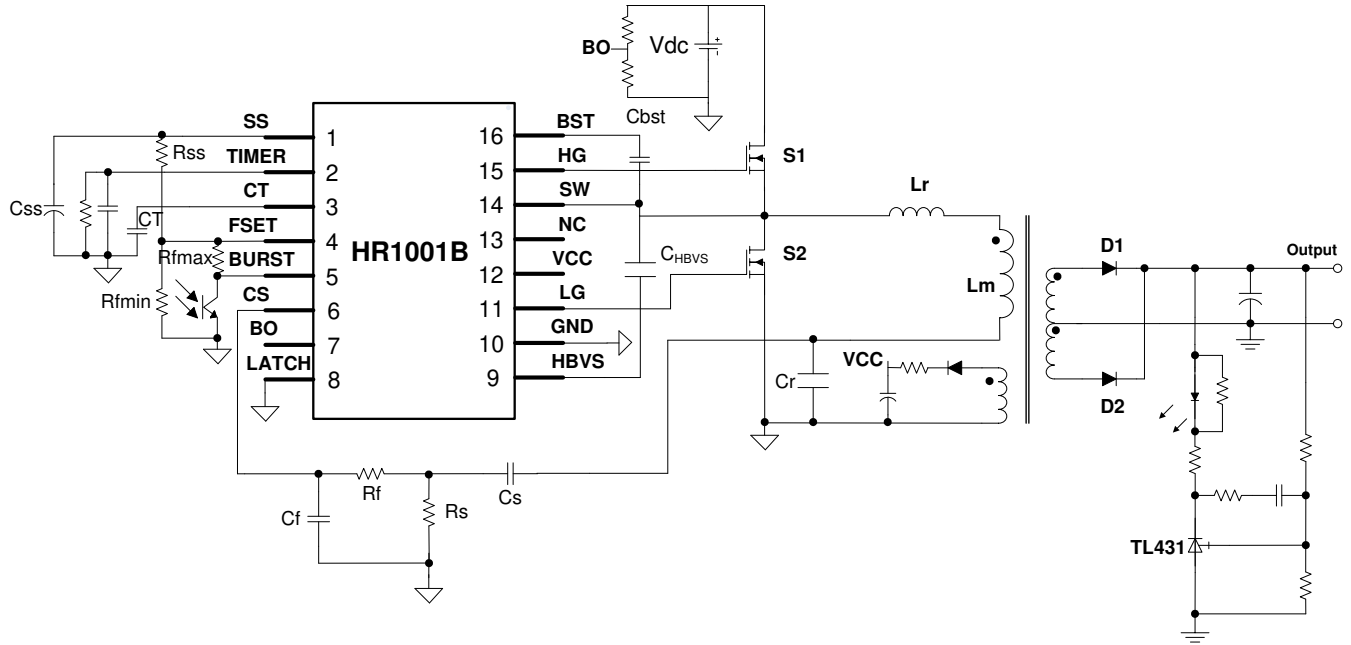 BO
Vdc
+
-
Cbst
SS
1
Rss
TIMER
2
CT
3
Css
CT
FSET
4
Rfmax
BURST
5
Rfmin
CS
6
BO
7
LATCH
8
HR1001B
16
BST
15
HG
14
SW
13
NC
12
VCC
11
LG
10
GND
9
HBVS
CHBVS
S1
S2
Lr
Lm
Cr
VCC
D1
D2
Output
Rf
Cs
Cf
Rs
TL431